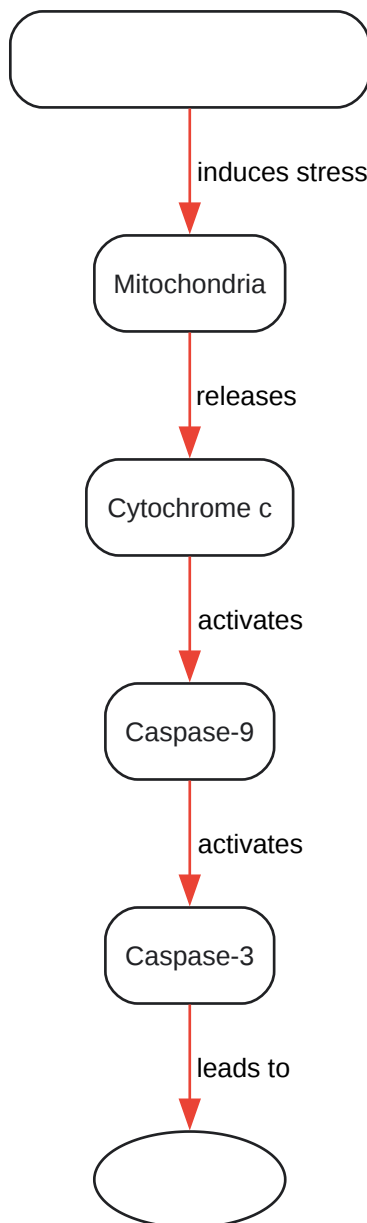 induces stress
Mitochondria
releases
Cytochrome c
activates
Caspase-9
activates
Caspase-3
leads to